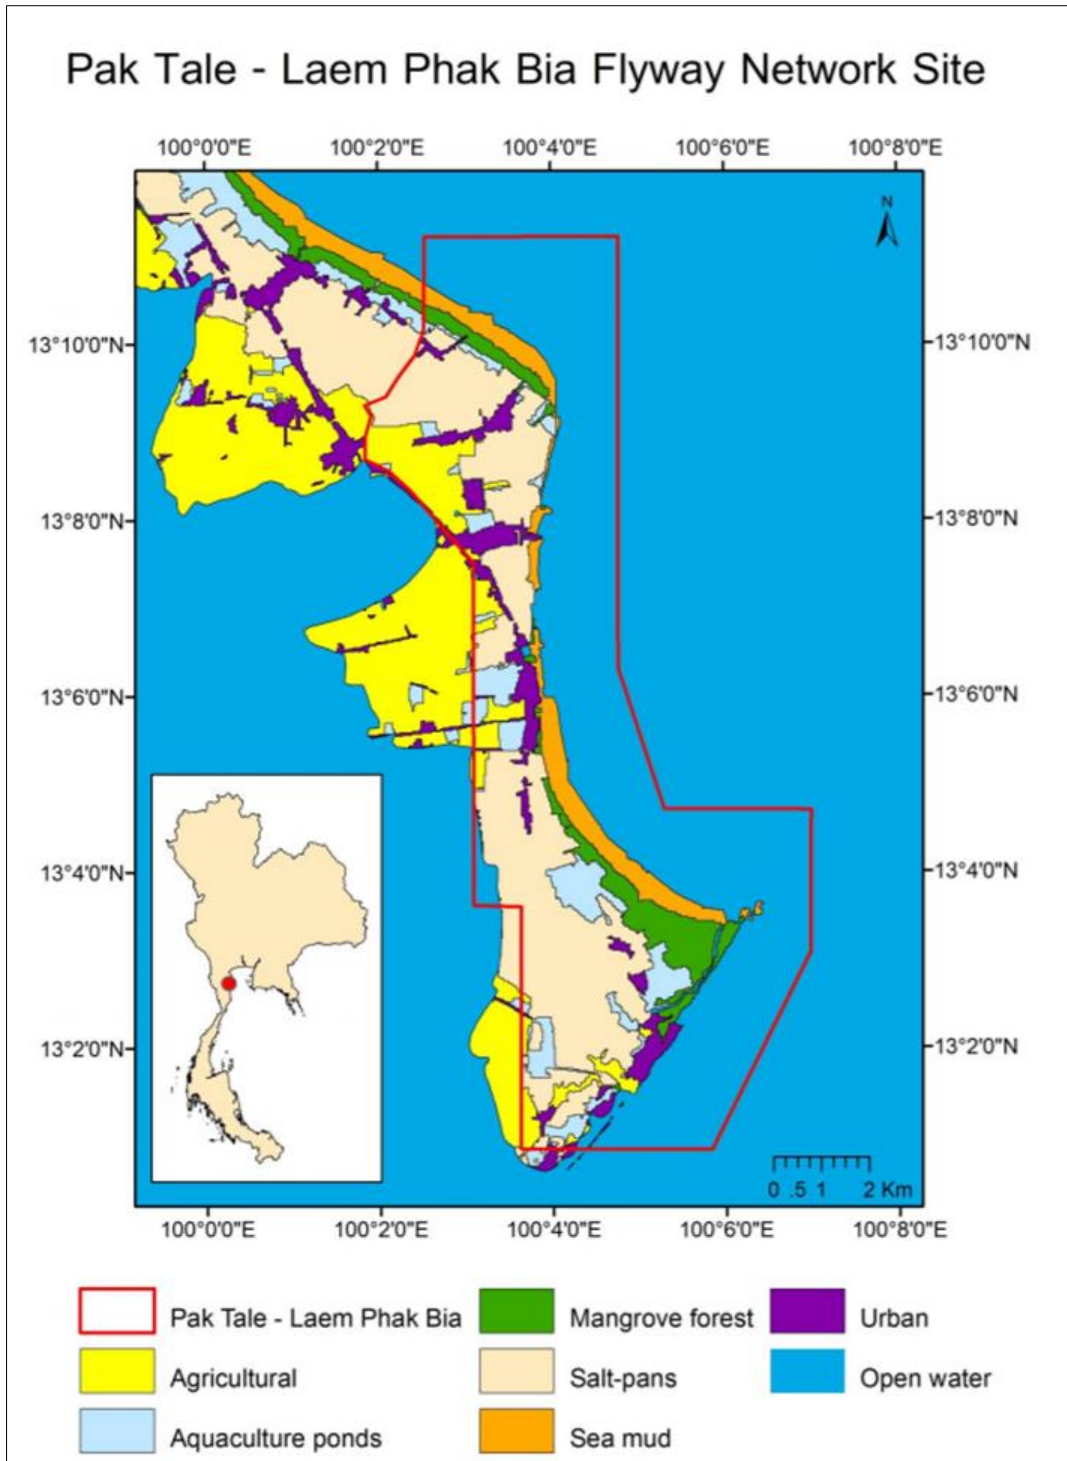 Pak Tale - Laem Phak Bia Flyway Network Site
100°0'0"E 100°2'0"E 100°4'0"E 100°6'0"E 100°8'0"E
N
13°10'0"N 13°10'0"N
13°8'0"N 13°8'0"N
13°6'0"N 13°6'0"N
13°4'0"N 13°4'0"N
13°2'0"N 13°2'0"N
0 .5 1 2 Km
100°0'0"E 100°2'0"E 100°4'0"E 100°6'0"E 100°8'0"E
Pak Tale - Laem Phak Bia Mangrove forest Urban
Agricultural Salt-pans Open water
Aquaculture ponds Sea mud